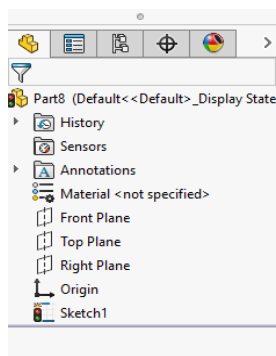 Part8 (Default<<Default>_Display State
History
Sensors
Annotations
Material <not specified>
Front Plane
Top Plane
Right Plane
Origin
Sketch1